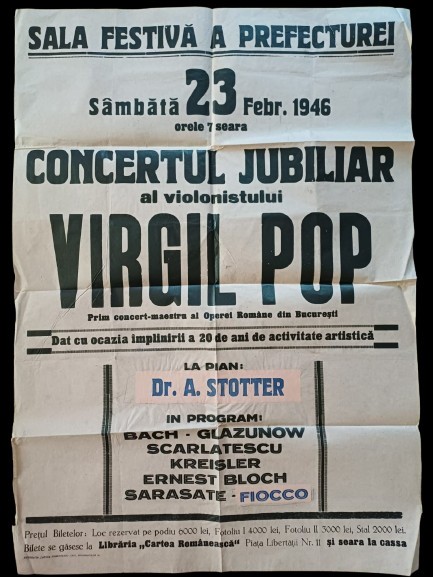 SALA FESTIVĂ A PREFECTUREI
Sâmbătă 23 Febr. 1946
orele 7 seara
CONCERTUL JUBILIAR
al violonistului
VIRGIL POP
Prim concert-maestru al Operei Române din București
Dat cu ocazia implinirii a 20 de ani de activitate artistică
LA PIAN:
Dr. A. STOTTER
IN PROGRAM:
BACH - GLAZUNOW
SCARLATESCU
KREISLER
ERNEST BLOCH
SARASATE - FIOCCO
Prețul Biletelor: Loc rezervat pe podiu 6000 lei, Fotoliu I 4000 lei, Fotoliu II 3000 lei, Stal 2000 lei.
Bilete se găsesc la Librăria „Cartea Românească" Piața Libertății Nr. 11 și seara la cassa